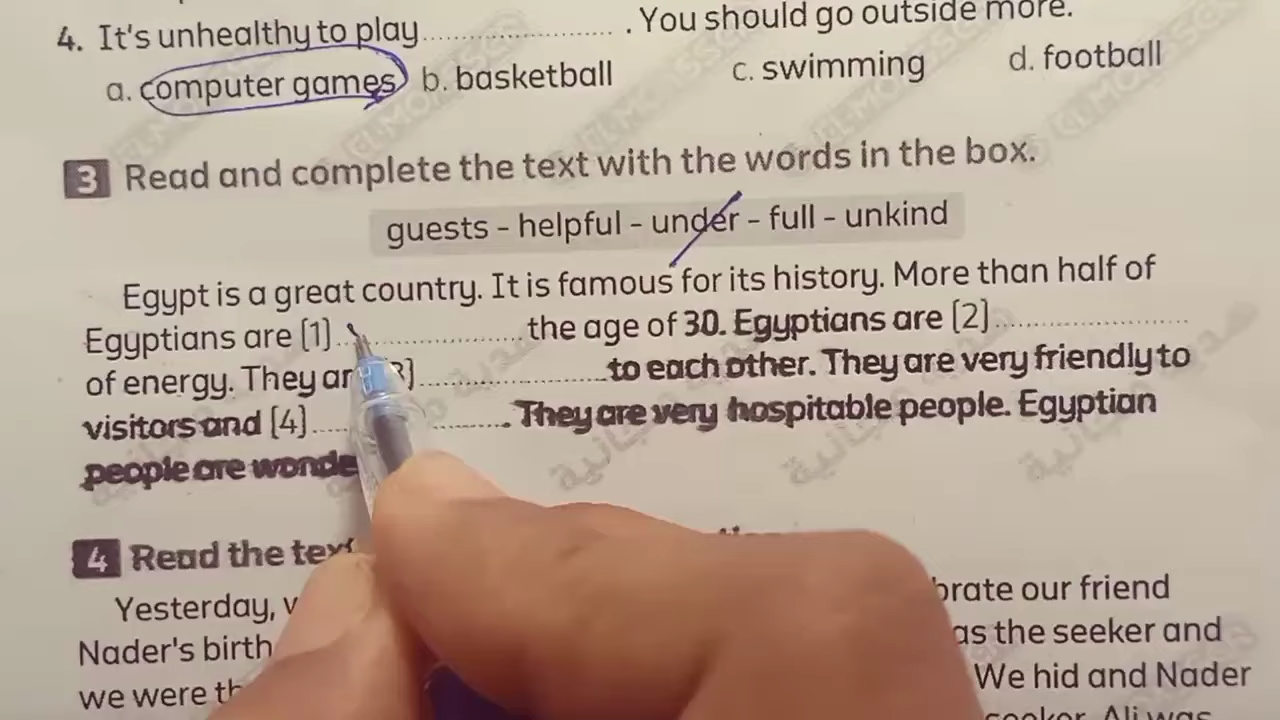 4. It's unhealthy to play.................... . You should go outside more.
a. computer games b. basketball c. swimming d. football
3 Read and complete the text with the words in the box.
guests - helpful - under - full - unkind
Egypt is a great country. It is famous for its history. More than half of
Egyptians are [1].................... the age of 30. Egyptians are [2]....................
of energy. They ....................to each other. They are very friendly to
visitors and [4].................... . They are very hospitable people. Egyptian
people are
4 Read the text
Yesterday, our friend
Nader's birth as the seeker and
we were We hid and Nader
Ali was